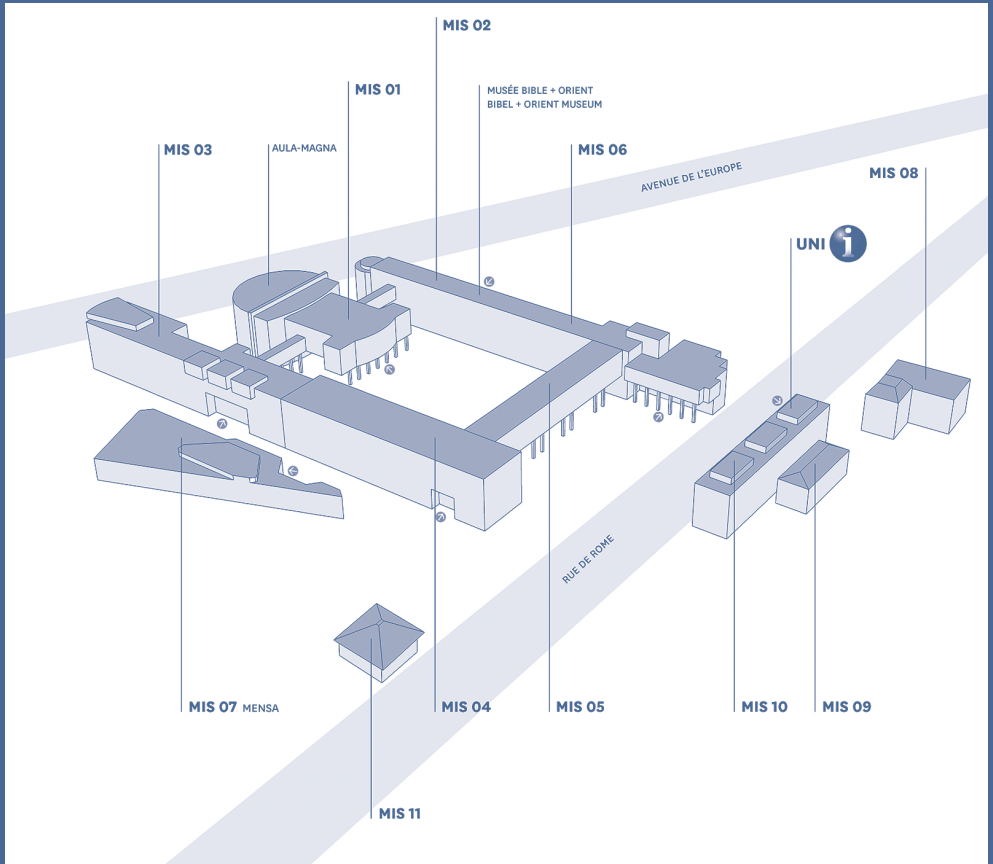 MIS 02
MIS 01
MUSÉE BIBLE + ORIENT
BIBEL + ORIENT MUSEUM
MIS 03
AULA-MAGNA
MIS 06
AVENUE DE L'EUROPE
MIS 08
UNI i
RUE DE ROME
MIS 07 MENSA
MIS 04
MIS 05
MIS 10
MIS 09
MIS 11